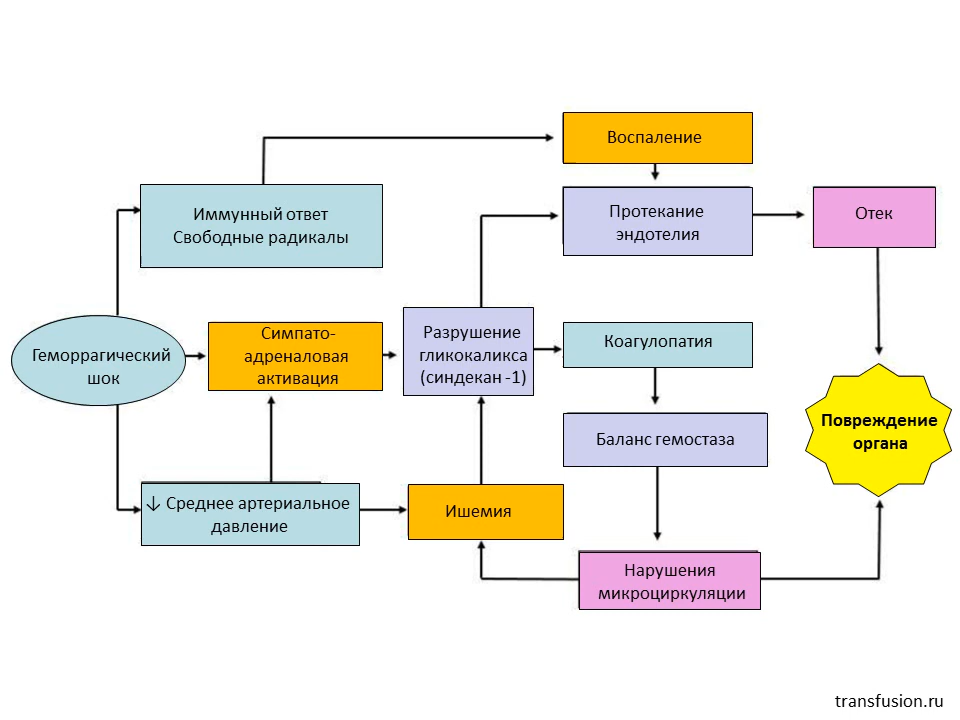 Воспаление
Иммунный ответ
Свободные радикалы
Протекание
эндотелия
Отек
Геморрагический
шок
Симпато-
адреналовая
активация
Разрушение
гликокаликса
(синдекан -1)
Коагулопатия
Баланс гемостаза
Повреждение
органа
↓ Среднее артериальное
давление
Ишемия
Нарушения
микроциркуляции
transfusion.ru